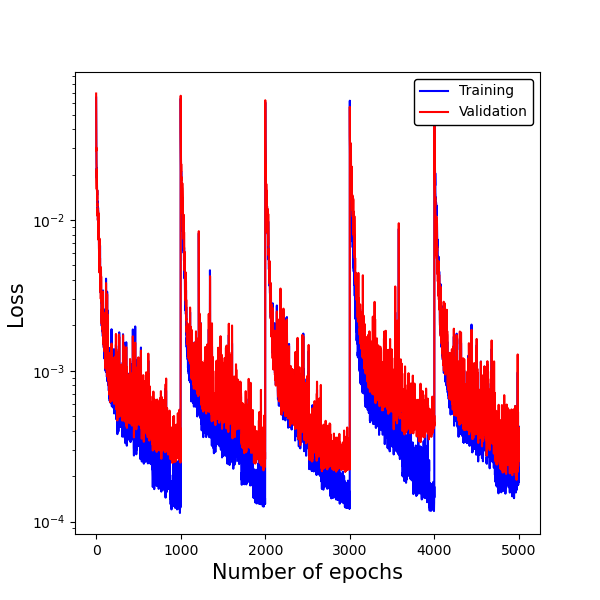 Training
Validation
Loss
10⁻²
10⁻³
10⁻⁴
0 1000 2000 3000 4000 5000
Number of epochs